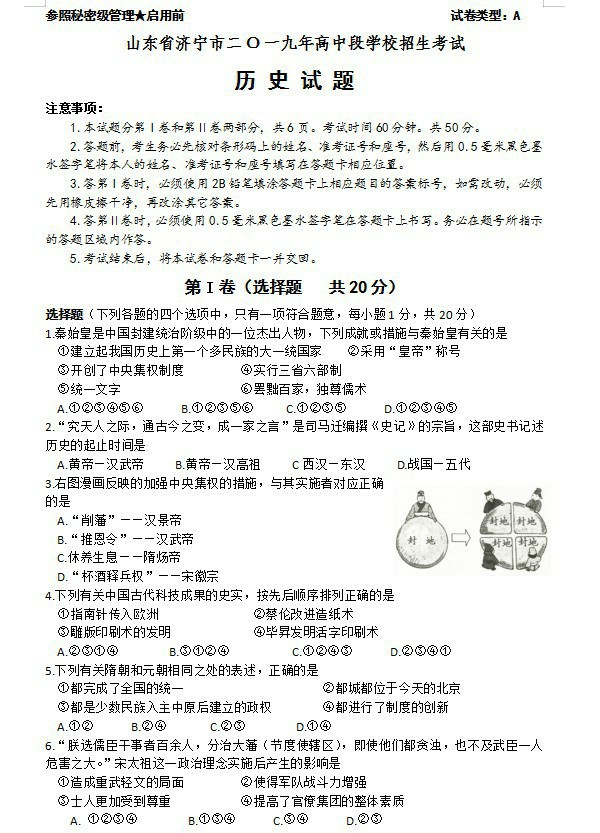 参照秘密级管理★启用前 试卷类型：A
山东省济宁市二〇一九年高中段学校招生考试
历 史 试 题
注意事项：
1. 本试题分第Ⅰ卷和第Ⅱ卷两部分，共6页。考试时间60分钟。共50分。
2. 答题前，考生务必先核对条形码上的姓名、准考证号和座号，然后用0.5毫米黑色墨
水签字笔将本人的姓名、准考证号和座号填写在答题卡相应位置。
3. 答第Ⅰ卷时，必须使用2B铅笔填涂答题卡上相应题目的答案标号，如需改动，必须
先用橡皮擦干净，再改涂其它答案。
4. 答第Ⅱ卷时，必须使用0.5毫米黑色墨水签字笔在答题卡上书写。务必在题号所指示
的答题区域内作答。
5. 考试结束后，将本试卷和答题卡一并交回。
第Ⅰ卷（选择题 共20分）
选择题（下列各题的四个选项中，只有一项符合题意，每小题1分，共20分）
1.秦始皇是中国封建统治阶级中的一位杰出人物，下列成就或措施与秦始皇有关的是
①建立起我国历史上第一个多民族的大一统国家 ②采用“皇帝”称号
③开创了中央集权制度 ④实行三省六部制
⑤统一文字 ⑥罢黜百家，独尊儒术
A.①②③④⑤⑥ B.①②③⑤⑥ C.①②③⑤ D.①②③④⑤
2.“究天人之际，通古今之变，成一家之言”是司马迁编撰《史记》的宗旨，这部史书记述
历史的起止时间是
A.黄帝—汉武帝 B.黄帝—汉高祖 C 西汉—东汉 D.战国—五代
3.右图漫画反映的加强中央集权的措施，与其实施者对应正确
的是
封 地
封地 封地
封地 封地
A.“削藩”——汉景帝
B.“推恩令”——汉武帝
C.休养生息——隋炀帝
D.“杯酒释兵权”——宋徽宗
4.下列有关中国古代科技成果的史实，按先后顺序排列正确的是
①指南针传入欧洲 ②蔡伦改进造纸术
③雕版印刷术的发明 ④毕昇发明活字印刷术
A.②③①④ B.③①②④ C.①②④③ D.②③④①
5.下列有关隋朝和元朝相同之处的表述，正确的是
①都完成了全国的统一 ②都城都位于今天的北京
③都是少数民族入主中原后建立的政权 ④都进行了制度的创新
A.①② B.②④ C.②③ D.①④
6.“朕选儒臣干事者百余人，分治大藩（节度使辖区），即使他们都贪浊，也不及武臣一人
危害之大。”宋太祖这一政治理念实施后产生的影响是
①造成重武轻文的局面 ②使得军队战斗力增强
③士人更加受到尊重 ④提高了官僚集团的整体素质
A. ①②③④ B.①③④ C.③④ D.②③